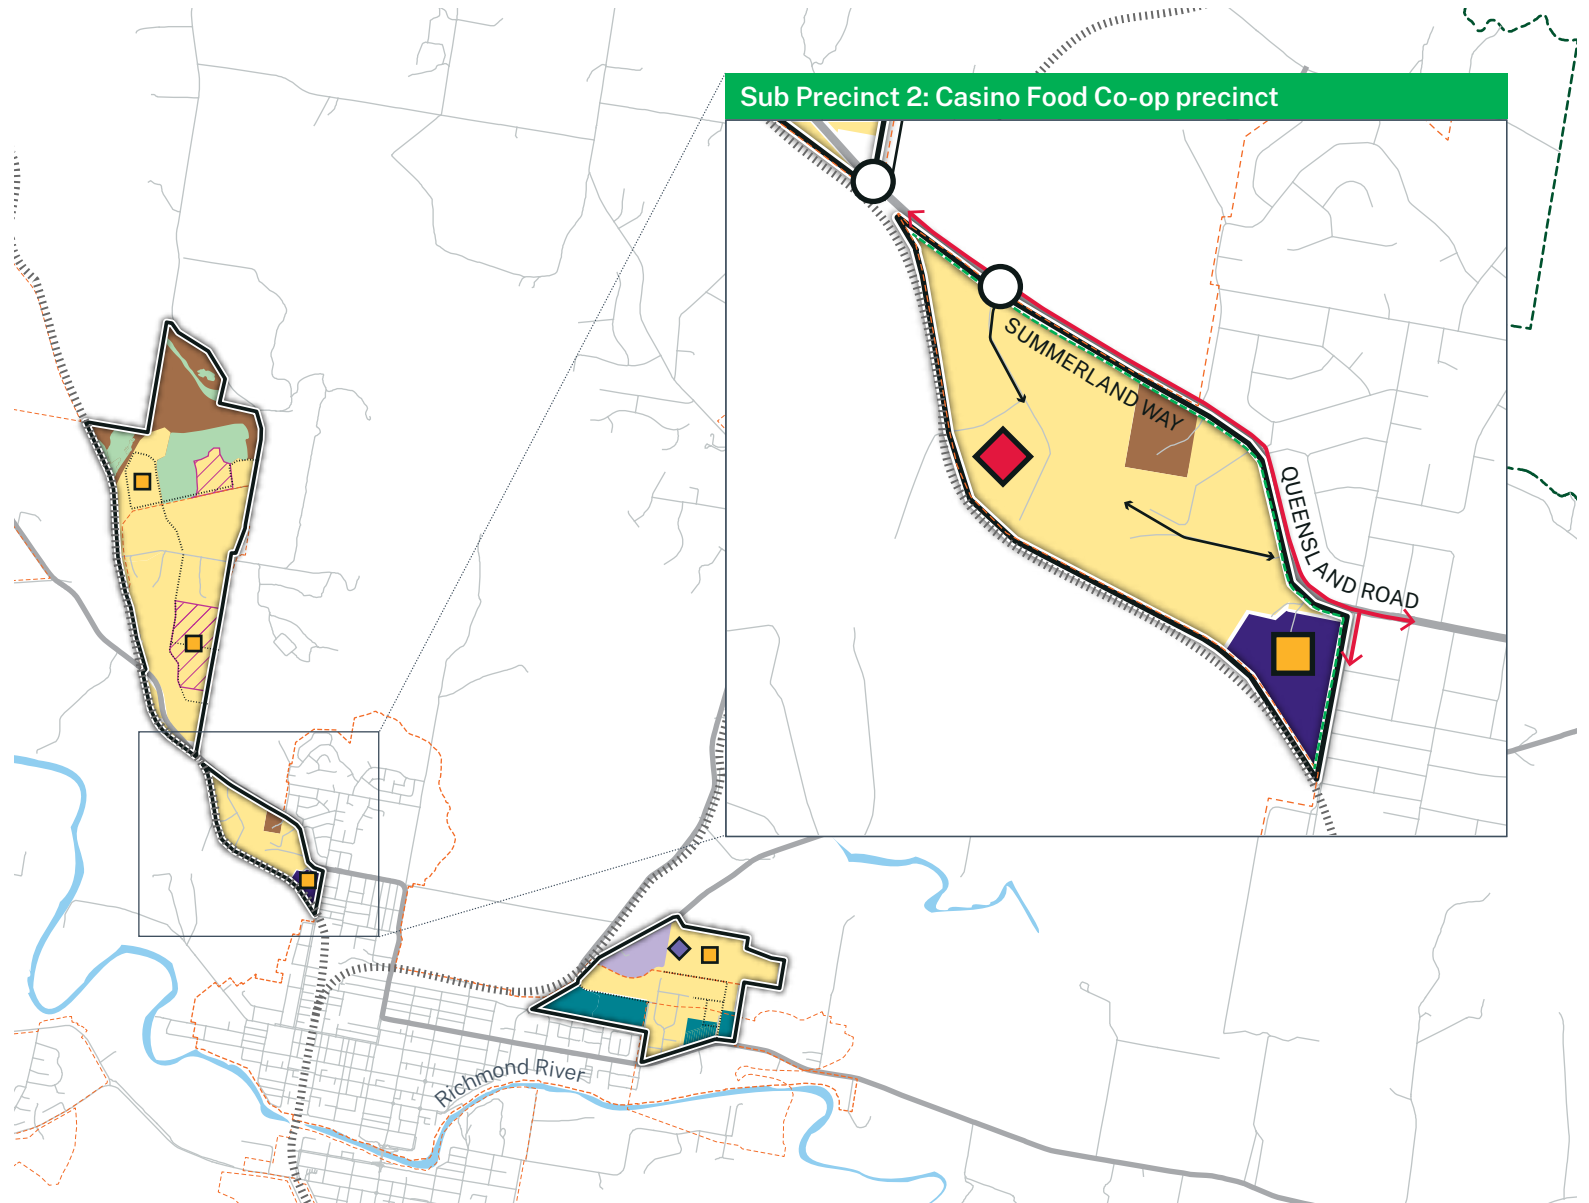 Sub Precinct 2: Casino Food Co-op precinct
SUMMERLAND WAY
QUEENSLAND ROAD
Richmond River